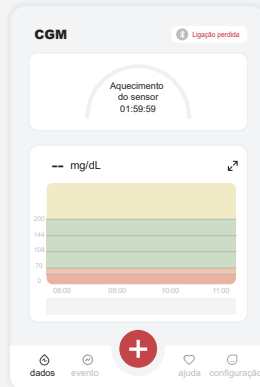 CGM
Ligação perdida
Aquecimento
do sensor
01:59:59
-- mg/dL
200
144
108
70
0
08:00 09:00 10:00 11:00
dados evento ajuda configuração